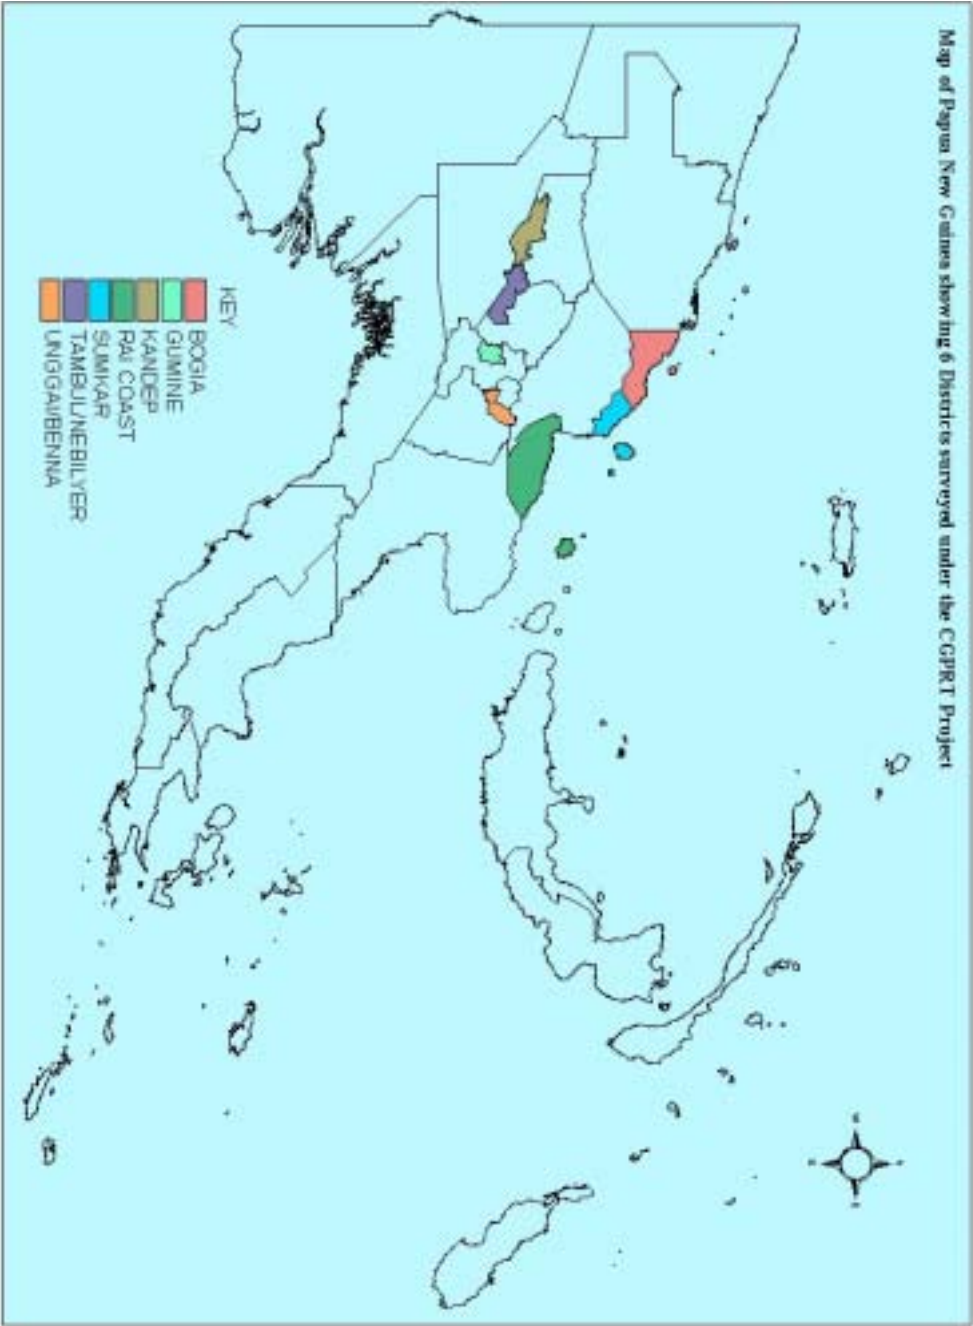 Map of Papua New Guinea showing 6 Districts surveyed under the CGPRT Project
KEY
BOGIA
GUMINE
KANDEP
RAI COAST
SUMKAR
TAMBUL/NEBILYER
UNGGAI/BENNA